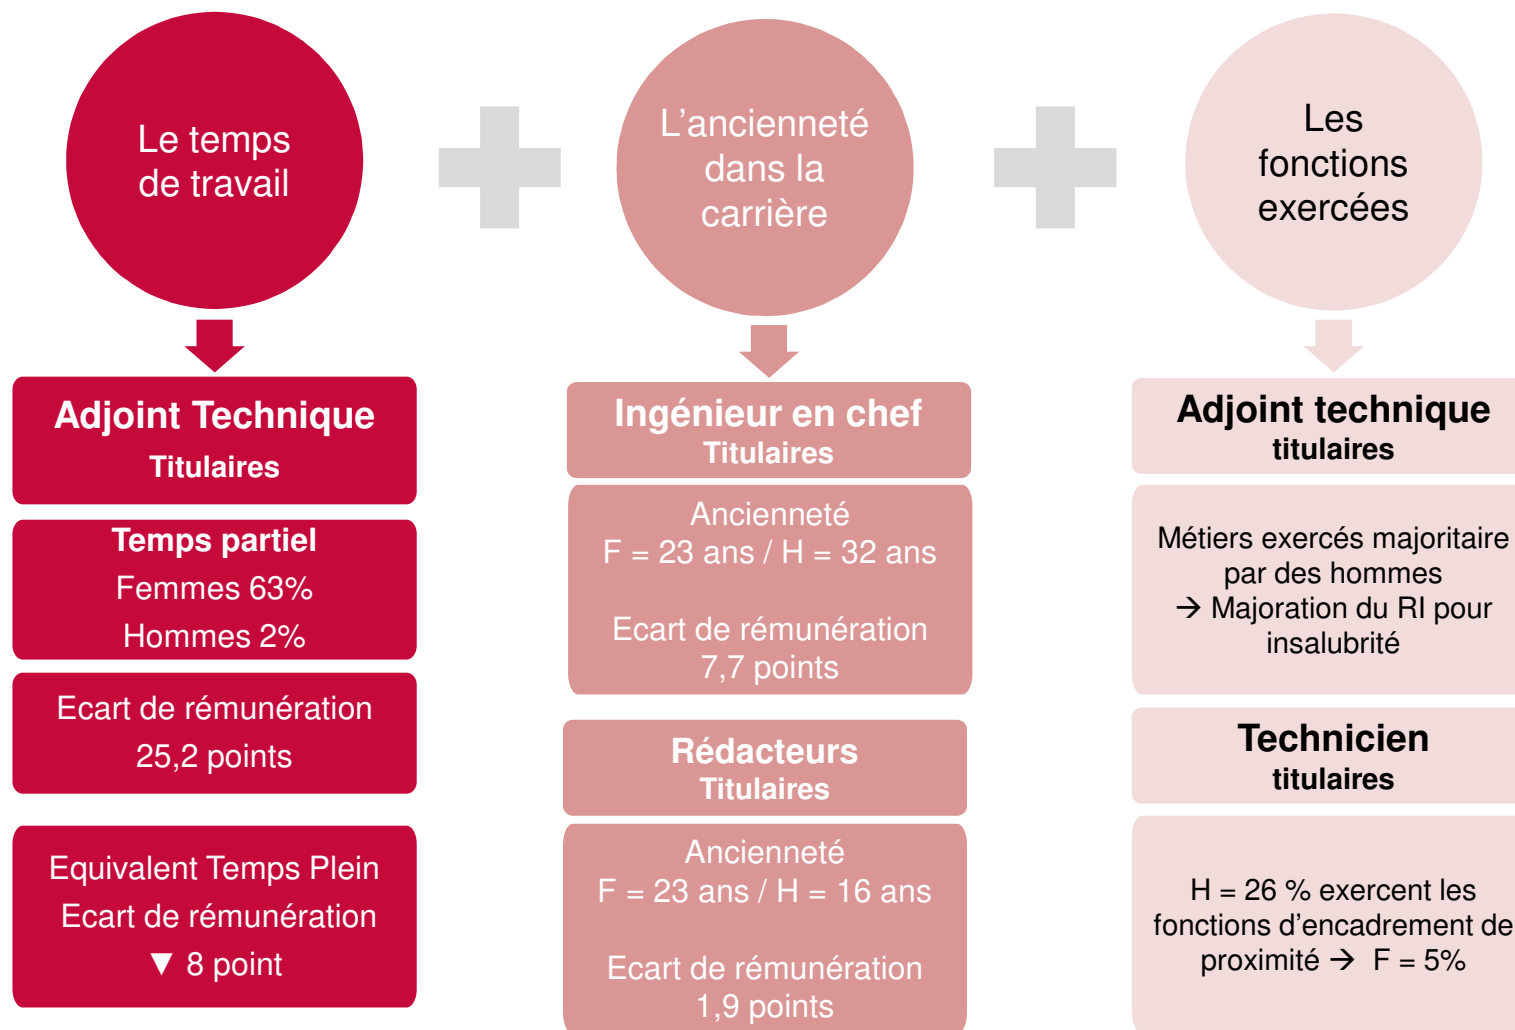 Le temps
de travail
L'ancienneté
dans la
carrière
Les
fonctions
exercées
Adjoint Technique
Titulaires
Temps partiel
Femmes 63%
Hommes 2%
Ecart de rémunération
25,2 points
Equivalent Temps Plein
Ecart de rémunération
▼ 8 point
Ingénieur en chef
Titulaires
Ancienneté
F = 23 ans / H = 32 ans
Ecart de rémunération
7,7 points
Rédacteurs
Titulaires
Ancienneté
F = 23 ans / H = 16 ans
Ecart de rémunération
1,9 points
Adjoint technique
titulaires
Métiers exercés majoritaire
par des hommes
→ Majoration du RI pour
insalubrité
Technicien
titulaires
H = 26 % exercent les
fonctions d'encadrement de
proximité → F = 5%